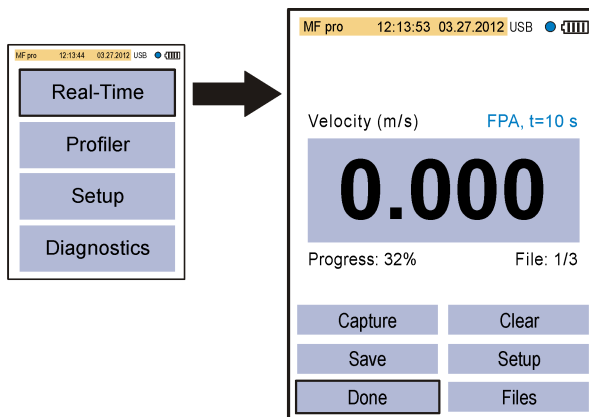 MF pro 12:13:44 03.27.2012 USB
Real-Time
Profiler
Setup
Diagnostics
MF pro 12:13:53 03.27.2012 USB
Velocity (m/s) FPA, t=10 s
0.000
Progress: 32% File: 1/3
Capture Clear
Save Setup
Done Files